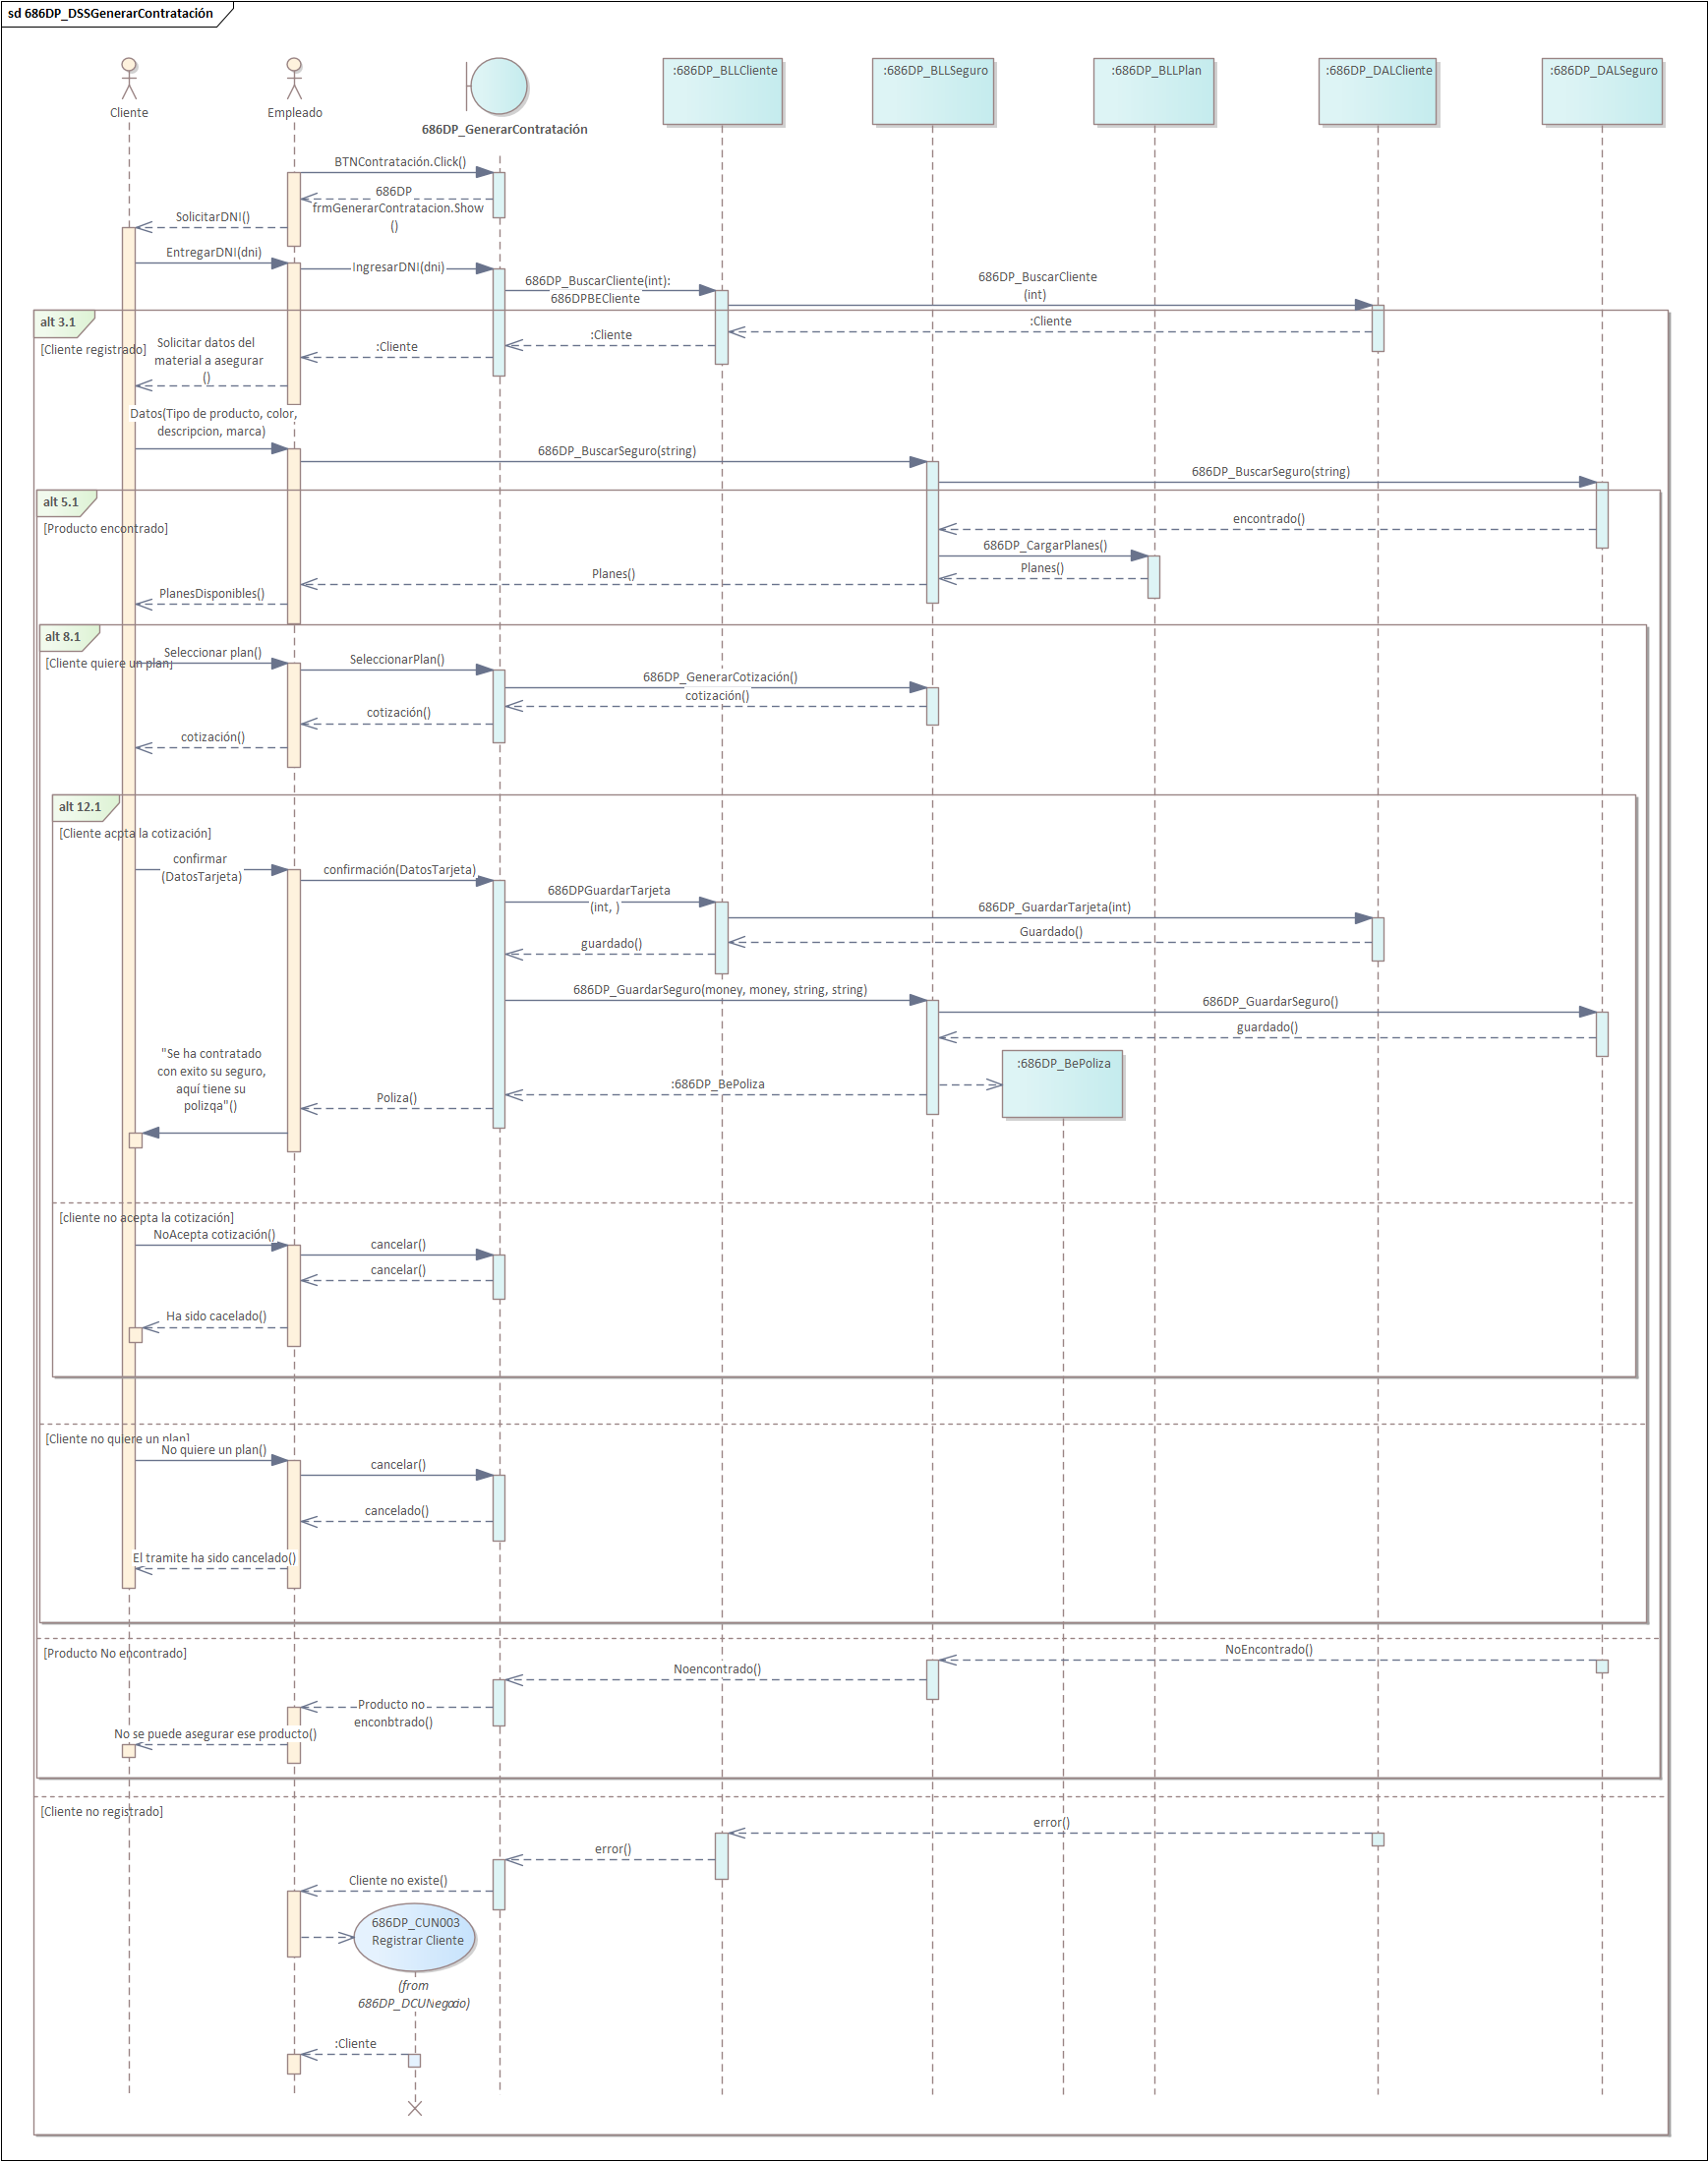 sd 686DP_DSSGenerarContratación
:686DP_BLLCliente
:686DP_BLLSeguro
:686DP_BLLPlan
:686DP_DALCliente
:686DP_DALSeguro
Cliente
Empleado
686DP_GenerarContratación
BTNContratación.Click()
686DP
frmGenerarContratacion.Show
()
SolicitarDNI()
EntregarDNI(dni)
IngresarDNI(dni)
686DP_BuscarCliente(int):
686DPBECliente
686DP_BuscarCliente
(int)
alt 3.1
[Cliente registrado]
:Cliente
:Cliente
:Cliente
Solicitar datos del
material a asegurar
()
Datos(Tipo de producto, color,
descripcion, marca)
686DP_BuscarSeguro(string)
686DP_BuscarSeguro(string)
alt 5.1
[Producto encontrado]
encontrado()
686DP_CargarPlanes()
Planes()
Planes()
PlanesDisponibles()
alt 8.1
[Cliente quiere un plan]
Seleccionar plan()
SeleccionarPlan()
686DP_GenerarCotización()
cotización()
cotización()
cotización()
alt 12.1
[Cliente acpta la cotización]
confirmar
(DatosTarjeta)
confirmación(DatosTarjeta)
686DPGuardarTarjeta
(int, )
686DP_GuardarTarjeta(int)
Guardado()
guardado()
686DP_GuardarSeguro(money, money, string, string)
686DP_GuardarSeguro()
guardado()
"Se ha contratado
con exito su seguro,
aquí tiene su
polizqa"()
:686DP_BePoliza
:686DP_BePoliza
Poliza()
[cliente no acepta la cotización]
NoAcepta cotización()
cancelar()
cancelar()
Ha sido cacelado()
[Cliente no quiere un plan]
No quiere un plan()
cancelar()
cancelado()
El tramite ha sido cancelado()
[Producto No encontrado]
NoEncontrado()
Noencontrado()
Producto no
enconbtrado()
No se puede asegurar ese producto()
[Cliente no registrado]
error()
error()
Cliente no existe()
686DP_CUN003
Registrar Cliente
(from
686DP_DCUNegocio)
:Cliente